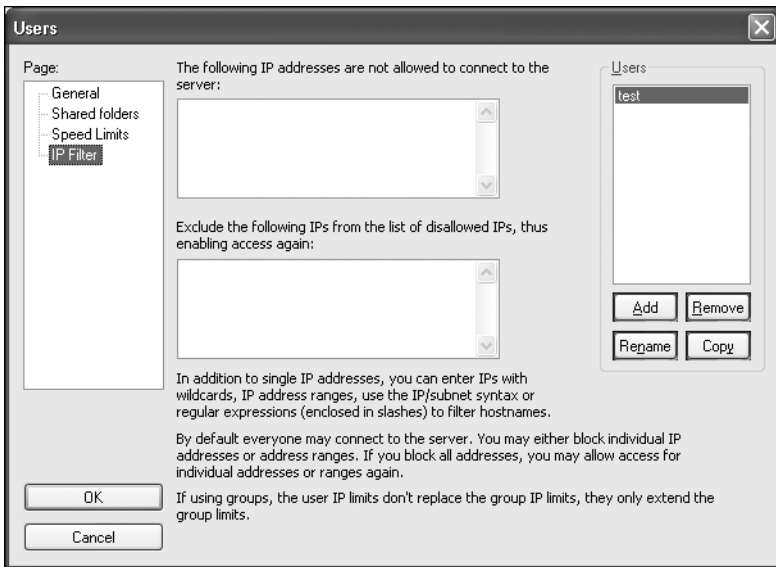 Users
Page:
General
Shared folders
Speed Limits
IP Filter
The following IP addresses are not allowed to connect to the
server:
Exclude the following IPs from the list of disallowed IPs, thus
enabling access again:
In addition to single IP addresses, you can enter IPs with
wildcards, IP address ranges, use the IP/subnet syntax or
regular expressions (enclosed in slashes) to filter hostnames.
By default everyone may connect to the server. You may either block individual IP
addresses or address ranges. If you block all addresses, you may allow access for
individual addresses or ranges again.
If using groups, the user IP limits don't replace the group IP limits, they only extend the
group limits.
Users
test
Add Remove
Rename Copy
OK
Cancel